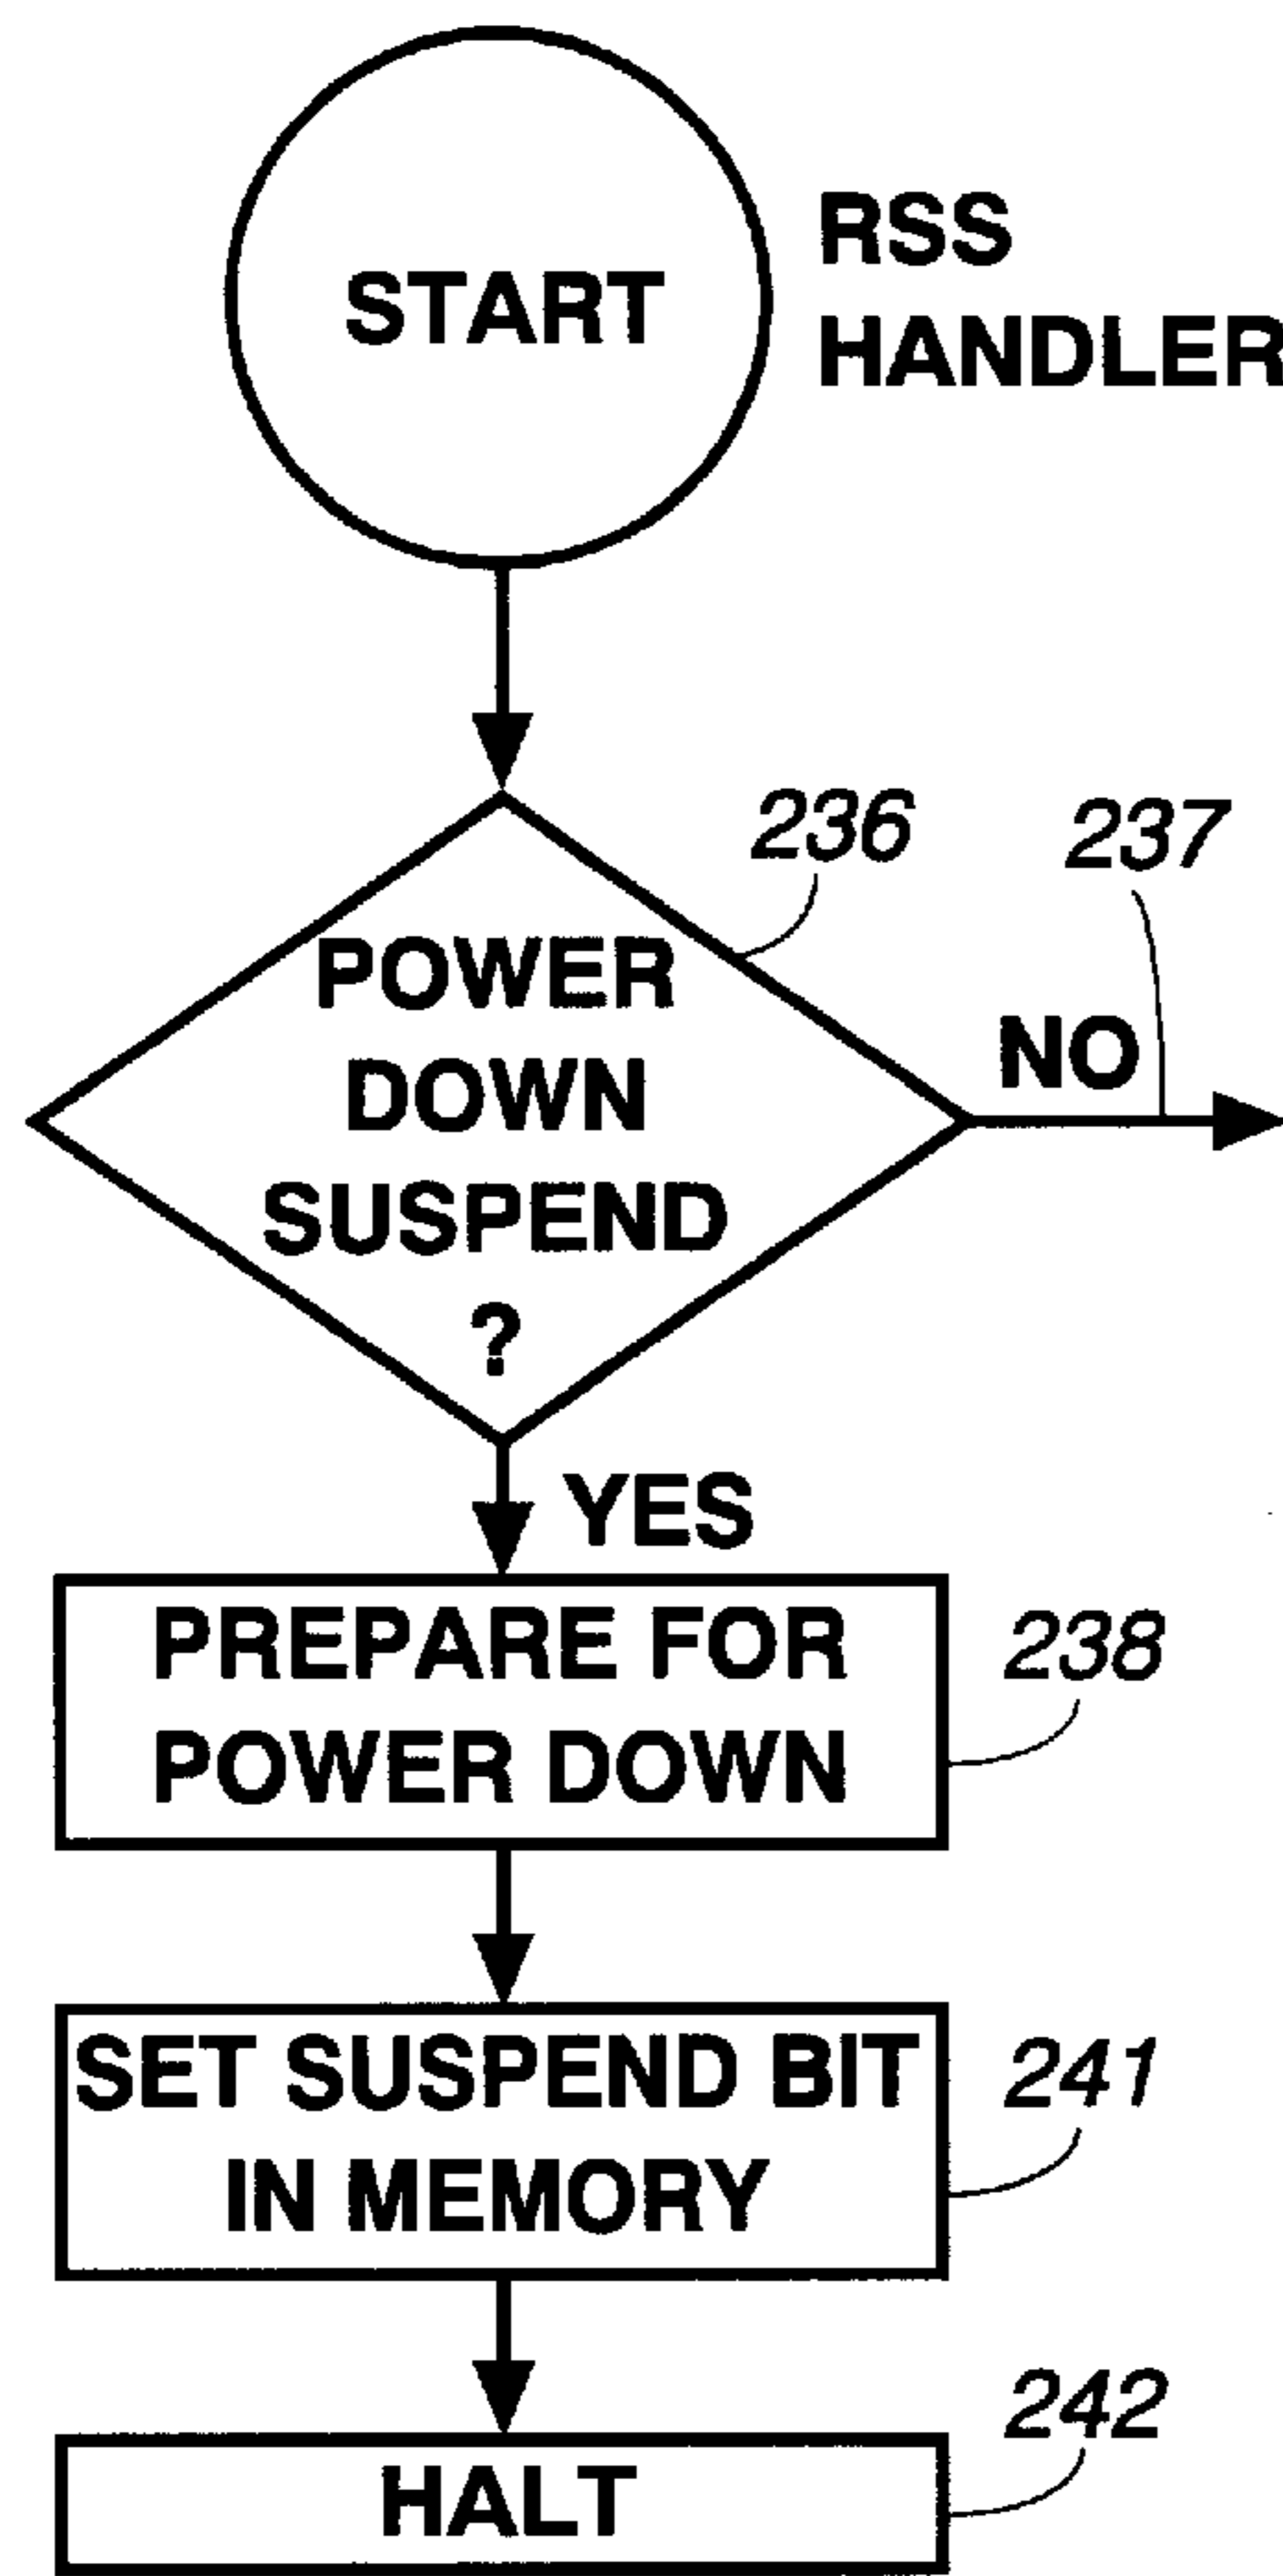 START
RSS
HANDLER
236
237
POWER
DOWN
SUSPEND
?
NO
YES
PREPARE FOR
POWER DOWN
238
SET SUSPEND BIT
IN MEMORY
241
HALT
242